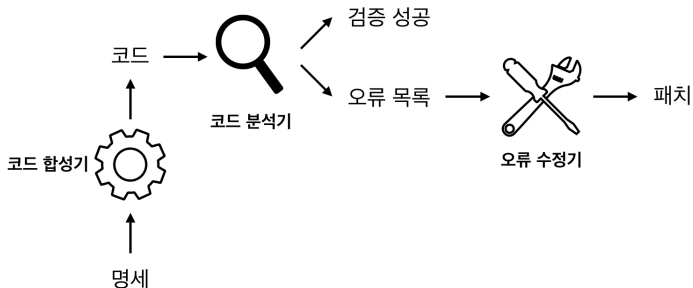 검증 성공
코드
코드 분석기
오류 목록
패치
오류 수정기
코드 합성기
명세